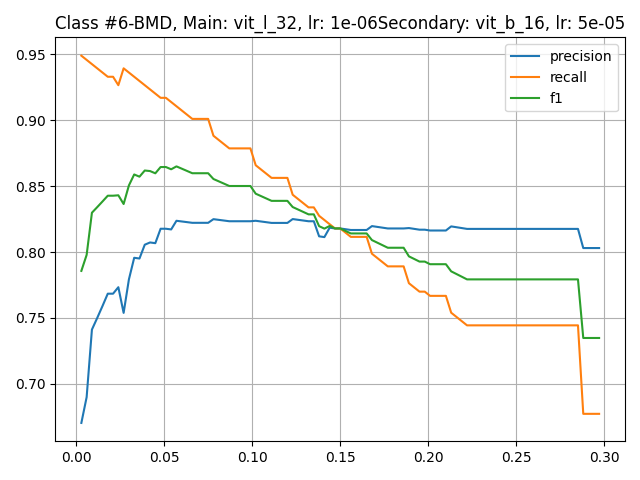 Class #6-BMD, Main: vit_l_32, lr: 1e-06Secondary: vit_b_16, lr: 5e-05
precision
recall
f1
0.95
0.90
0.85
0.80
0.75
0.70
0.00 0.05 0.10 0.15 0.20 0.25 0.30